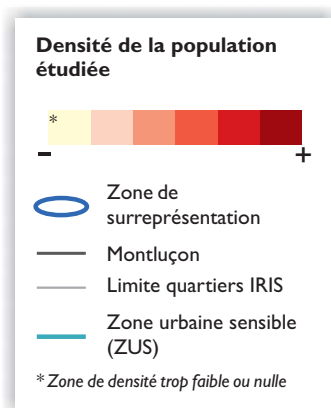 Densité de la population
étudiée
*
– +
Zone de
surreprésentation
Montluçon
Limite quartiers IRIS
Zone urbaine sensible
(ZUS)
* Zone de densité trop faible ou nulle